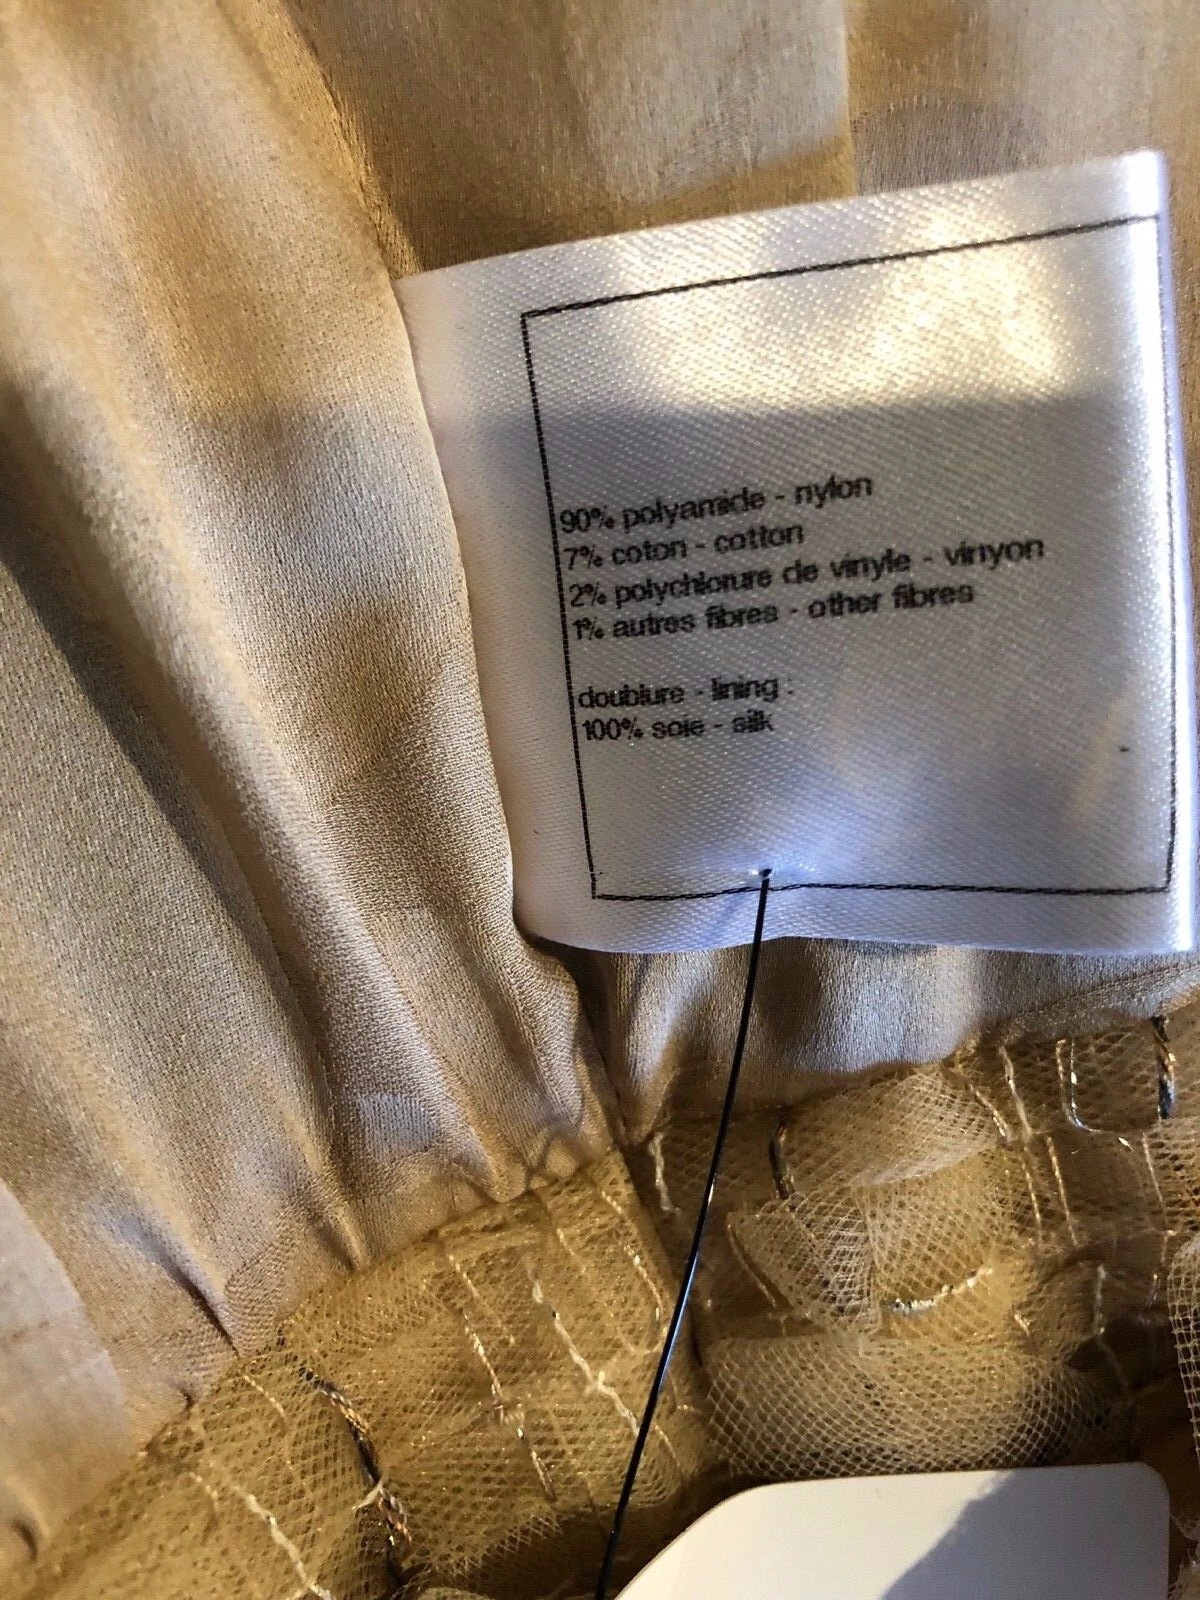 90% polyamide - nylon
7% coton - cotton
2% polychlorure de vinyle - vinyon
1% autres fibres - other fibres
doublure - lining :
100% soie - silk